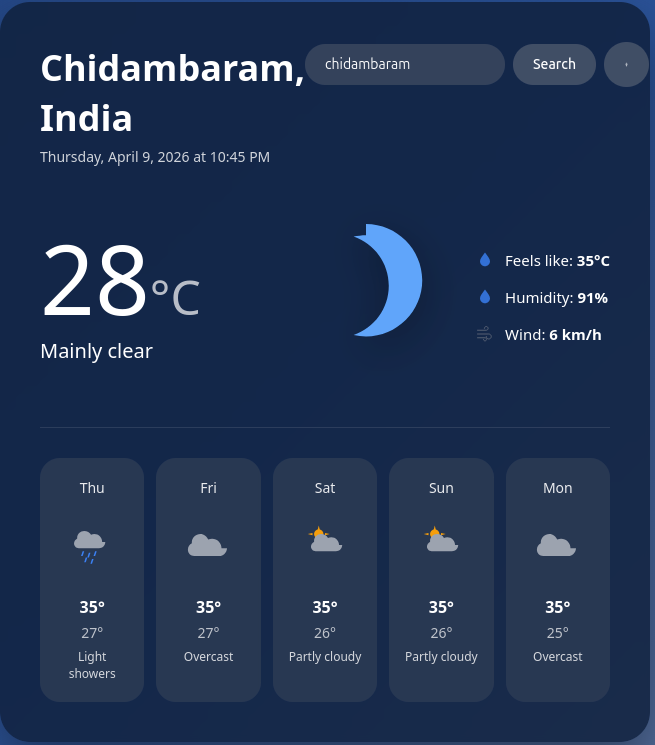 Chidambaram,
India
chidambaram
Search
Thursday, April 9, 2026 at 10:45 PM
28°C
Mainly clear
Feels like: 35°C
Humidity: 91%
Wind: 6 km/h
Thu
35°
27°
Light
showers
Fri
35°
27°
Overcast
Sat
35°
26°
Partly cloudy
Sun
35°
26°
Partly cloudy
Mon
35°
25°
Overcast